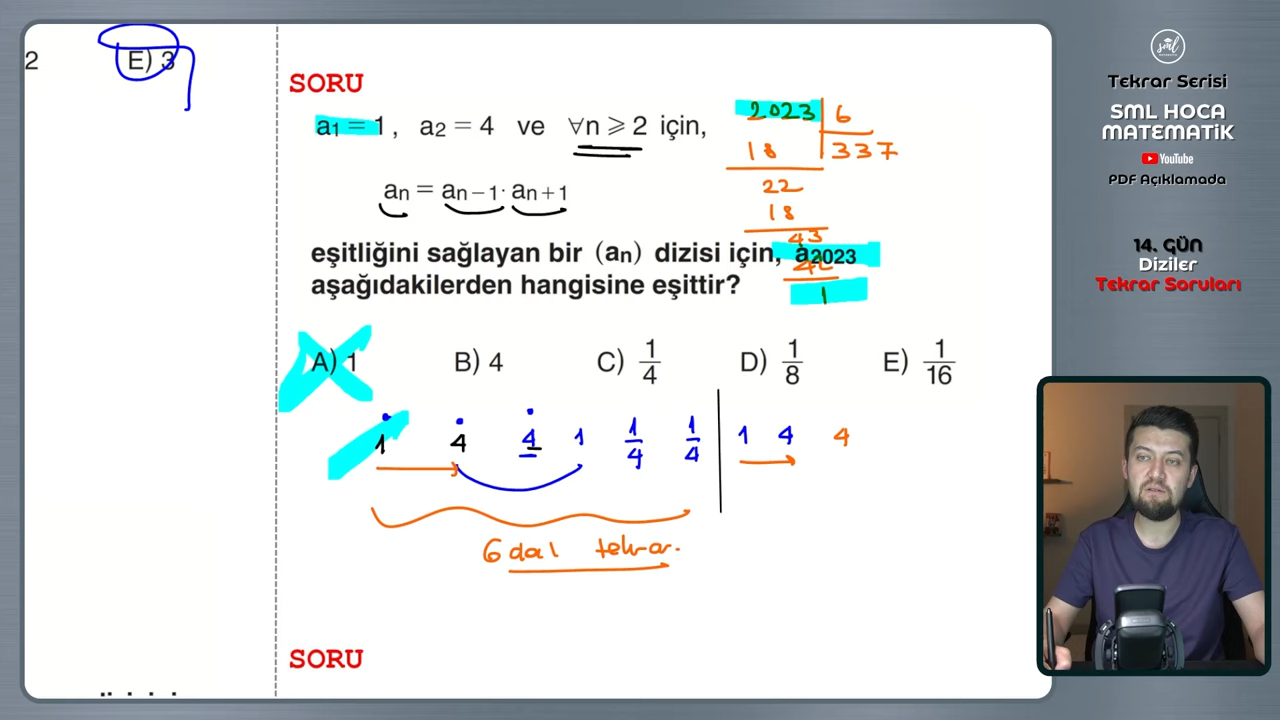 2
E) 3
SORU
a1 = 1, a2 = 4 ve ∀n ⩾ 2 için,
an = an−1 · an+1
eşitliğini sağlayan bir (an) dizisi için, a2023
aşağıdakilerden hangisine eşittir?
A) 1 B) 4 C) 1/4 D) 1/8 E) 1/16
2023 6
18 337
22
18
43
42
1
1 4 4 1 1/4 1/4 1 4 4
6 dal tekrar.
SORU
sml
Tekrar Serisi
SML HOCA
MATEMATİK
YouTube
PDF Açıklamada
14. GÜN
Diziler
Tekrar Soruları